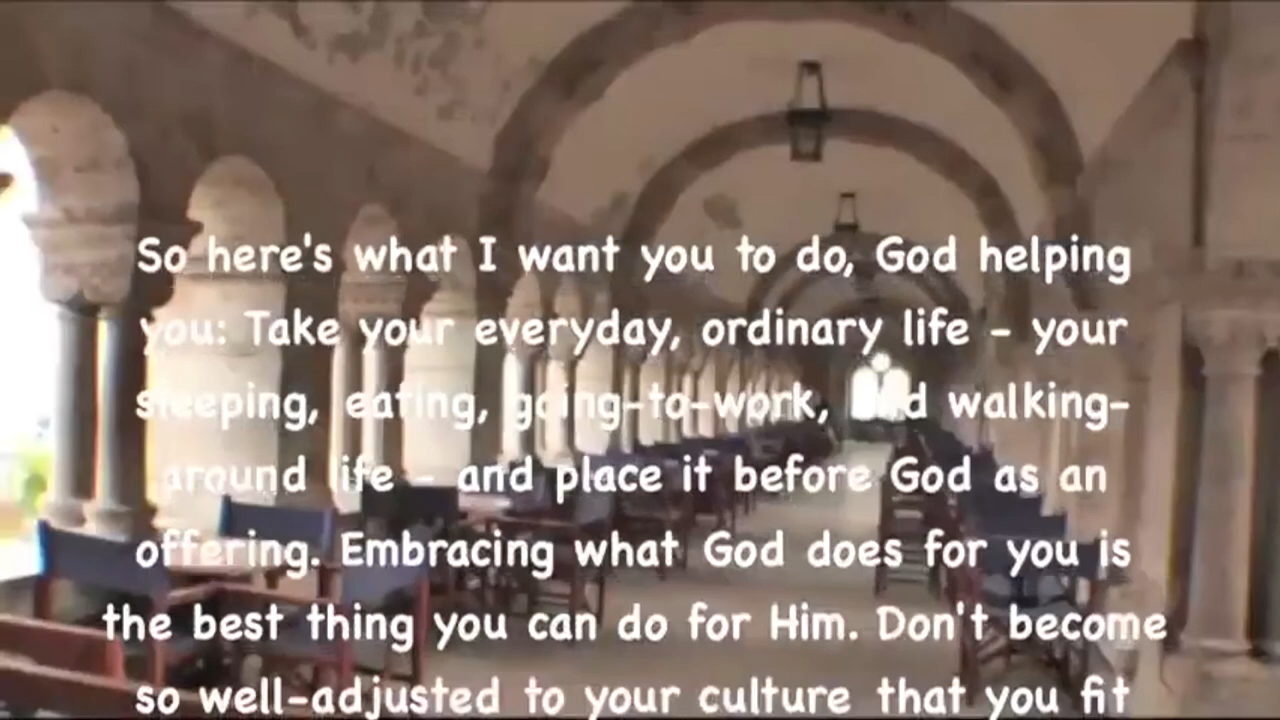 So here's what I want you to do, God helping
you: Take your everyday, ordinary life - your
sleeping, eating, going-to-work, and walking-
around life - and place it before God as an
offering. Embracing what God does for you is
the best thing you can do for Him. Don't become
so well-adjusted to your culture that you fit